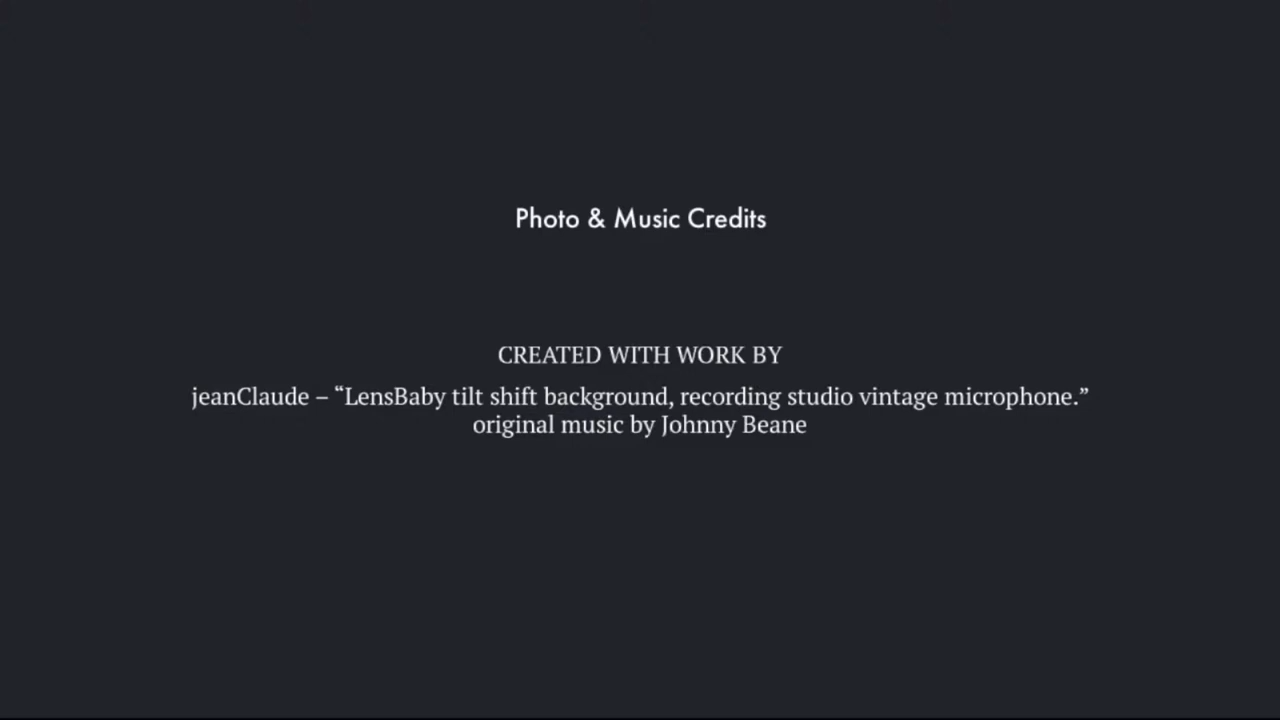 Photo & Music Credits
CREATED WITH WORK BY
jeanClaude – “LensBaby tilt shift background, recording studio vintage microphone.”
original music by Johnny Beane